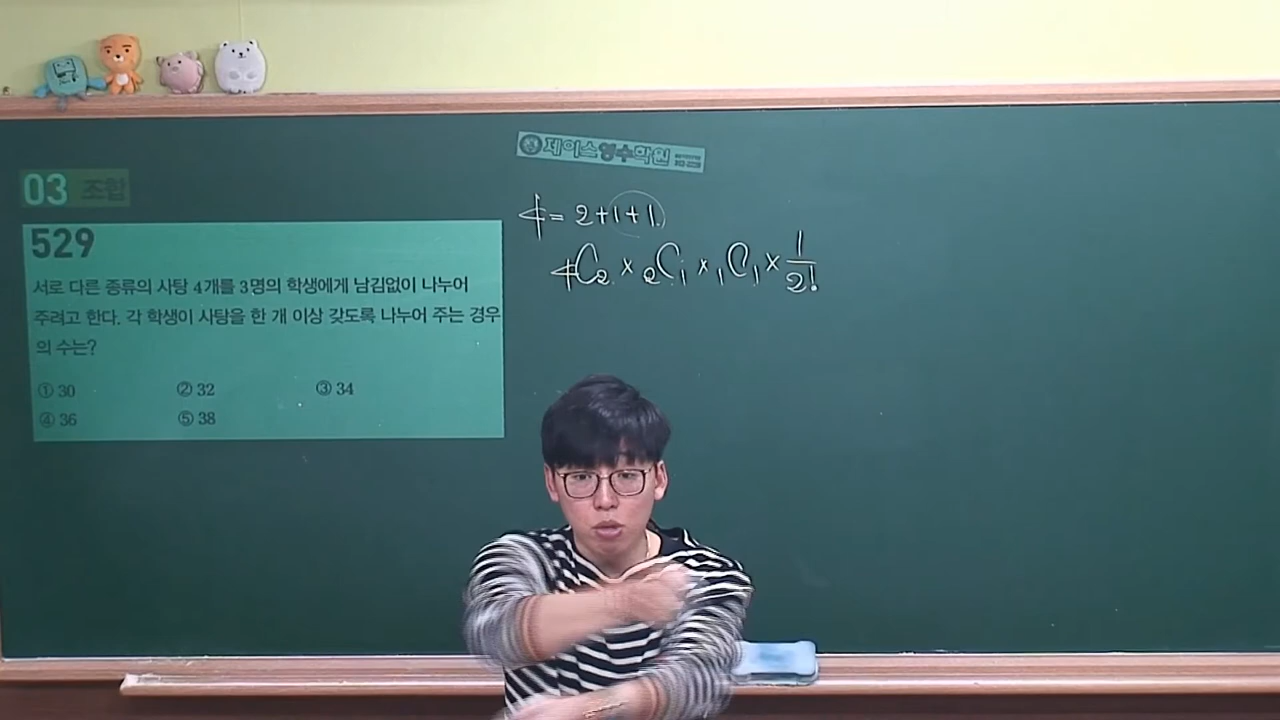 제이스영수학원
03 조합
529
서로 다른 종류의 사탕 4개를 3명의 학생에게 남김없이 나누어
주려고 한다. 각 학생이 사탕을 한 개 이상 갖도록 나누어 주는 경우
의 수는?
① 30 ② 32 ③ 34
④ 36 ⑤ 38
4 = 2+1+1
₄C₂ × ₂C₁ × ₁C₁ × 1/2!